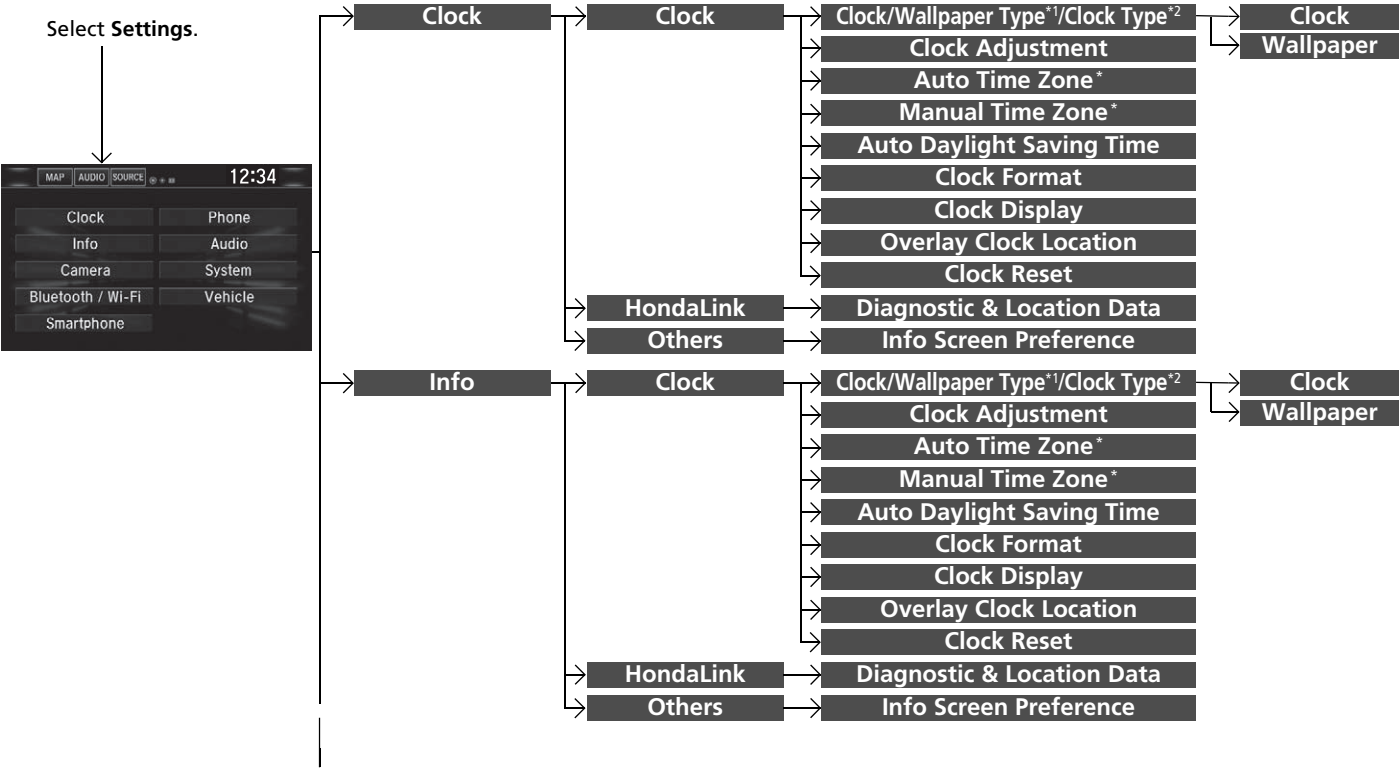 Select Settings.
MAP AUDIO SOURCE 12:34
Clock Phone
Info Audio
Camera System
Bluetooth / Wi-Fi Vehicle
Smartphone
Clock
Clock
Clock/Wallpaper Type*1/Clock Type*2
Clock
Wallpaper
Clock Adjustment
Auto Time Zone*
Manual Time Zone*
Auto Daylight Saving Time
Clock Format
Clock Display
Overlay Clock Location
Clock Reset
HondaLink
Diagnostic & Location Data
Others
Info Screen Preference
Info
Clock
Clock/Wallpaper Type*1/Clock Type*2
Clock
Wallpaper
Clock Adjustment
Auto Time Zone*
Manual Time Zone*
Auto Daylight Saving Time
Clock Format
Clock Display
Overlay Clock Location
Clock Reset
HondaLink
Diagnostic & Location Data
Others
Info Screen Preference